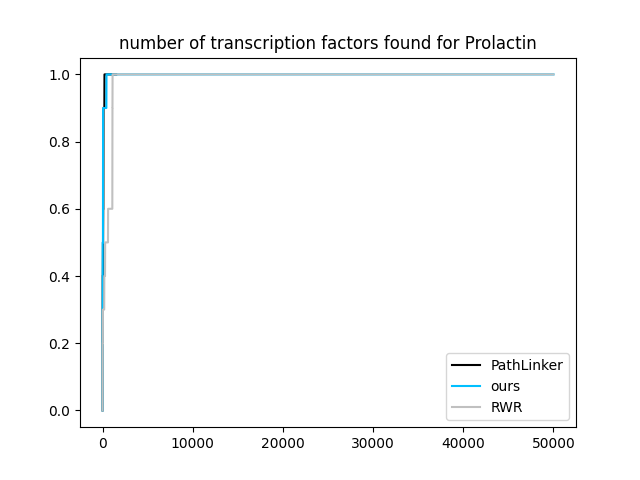 number of transcription factors found for Prolactin
1.0
0.8
0.6
0.4
0.2
0.0
PathLinker
ours
RWR
0 10000 20000 30000 40000 50000